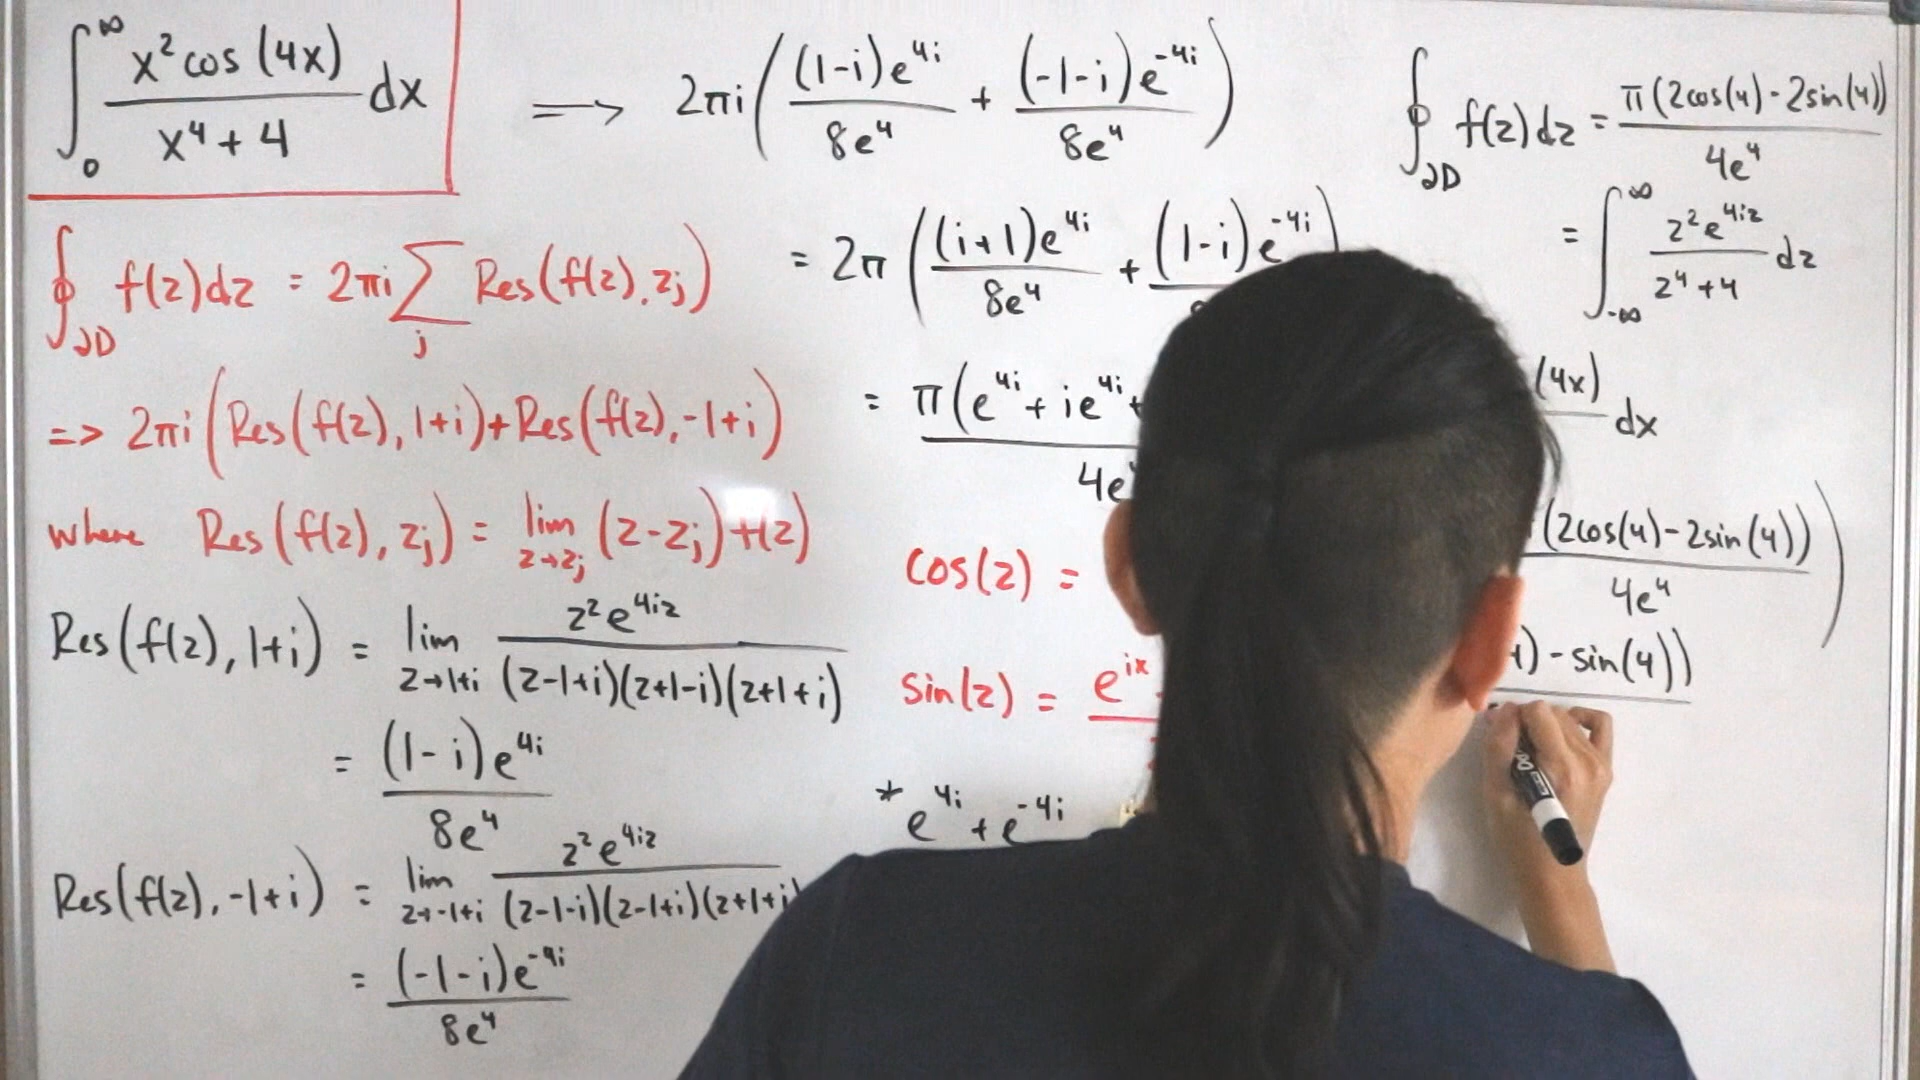 ∫₀^∞ x² cos (4x) / x⁴ + 4 dx
∮_∂D f(z)dz = 2πi ∑_j Res(f(z), z_j)
=> 2πi (Res(f(z), 1+i) + Res(f(z), -1+i)
where Res(f(z), z_j) = lim_{z→z_j} (z-z_j) f(z)
Res(f(z), 1+i) = lim_{z→1+i} z²e^{4iz} / (z-1+i)(z+1-i)(z+1+i)
= (1-i)e^{4i} / 8e⁴
Res(f(z), -1+i) = lim_{z→-1+i} z²e^{4iz} / (z-1-i)(z-1+i)(z+1+i)
= (-1-i)e^{-4i} / 8e⁴
⟹ 2πi ( (1-i)e^{4i} / 8e⁴ + (-1-i)e^{-4i} / 8e⁴ )
= 2π ( (i+1)e^{4i} / 8e⁴ + (1-i)e^{-4i} )
= π(e^{4i} + ie^{4i} + / 4e⁴
cos(z) =
sin(z) = e^{ix}
* e^{4i} + e^{-4i}
∮_∂D f(z)dz = π(2cos(4) - 2sin(4)) / 4e⁴
= ∫_{-∞}^∞ z²e^{4iz} / z⁴+4 dz
(4x) dx
(2cos(4) - 2sin(4)) / 4e⁴ )
) - sin(4))